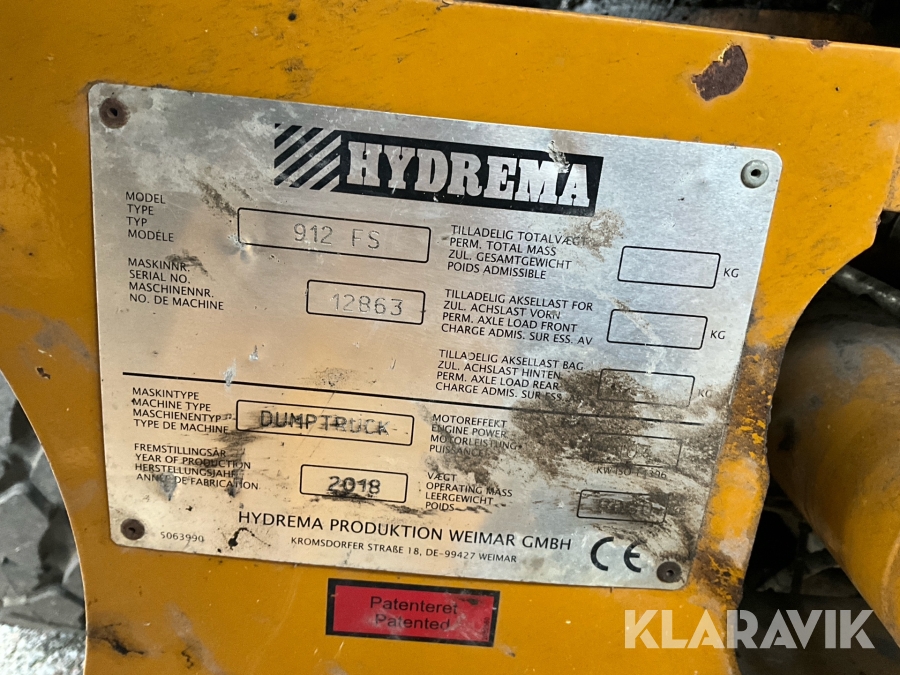 HYDREMA
MODEL
TYPE
TYP
MODÈLE
912 FS
MASKINNR.
SERIAL NO.
MASCHINENNR.
NO. DE MACHINE
12863
TILLADELIG TOTALVÆGT
PERM. TOTAL MASS
ZUL. GESAMTGEWICHT
POIDS ADMISSIBLE
KG
TILLADELIG AKSELLAST FOR
ZUL. ACHSLAST VORN
PERM. AXLE LOAD FRONT
CHARGE ADMIS. SUR ESS. AV
KG
TILLADELIG AKSELLAST BAG
ZUL. ACHSLAST HINTEN
PERM. AXLE LOAD REAR
CHARGE ADMIS. SUR ESS.
KG
MASKINTYPE
MACHINE TYPE
MASCHIENENTYP
TYPE DE MACHINE
DUMPTRUCK
FREMSTILLINGSÅR
YEAR OF PRODUCTION
HERSTELLUNGSJAHR
ANNO DE FABRICATION
2018
MOTOREFFEKT
ENGINE POWER
MOTORLEISTUNG
PUISSANCE
VÆGT
OPERATING MASS
LEERGEWICHT
POIDS
HYDREMA PRODUKTION WEIMAR GMBH
KROMSDORFER STRAßE 18, DE-99427 WEIMAR
5063990
CE
Patenteret
Patented
KLARAVIK